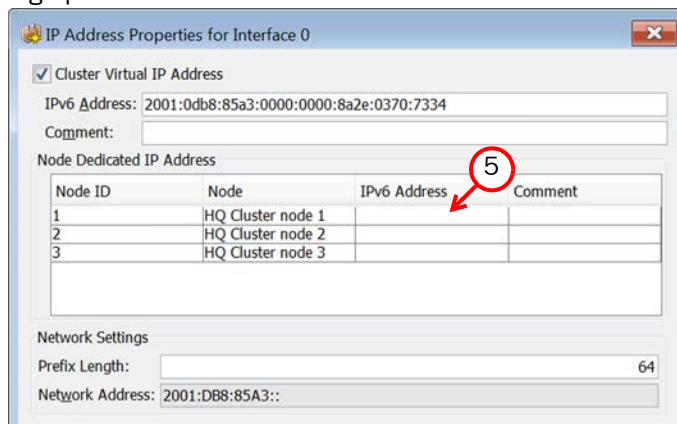 IP Address Properties for Interface 0
Cluster Virtual IP Address
IPv6 Address: 2001:0db8:85a3:0000:0000:8a2e:0370:7334
Comment:
Node Dedicated IP Address
5
Node ID Node IPv6 Address Comment
1 HQ Cluster node 1
2 HQ Cluster node 2
3 HQ Cluster node 3
Network Settings
Prefix Length: 64
Network Address: 2001:DB8:85A3::